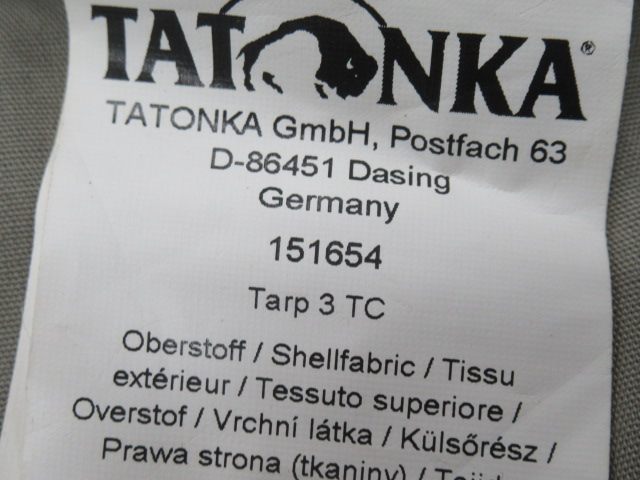 TATONKA®
TATONKA GmbH, Postfach 63
D-86451 Dasing
Germany
151654
Tarp 3 TC
Oberstoff / Shellfabric / Tissu
extérieur / Tessuto superiore /
Overstof / Vrchní látka / Külsőrész /
Prawa strona (tkaniny) /